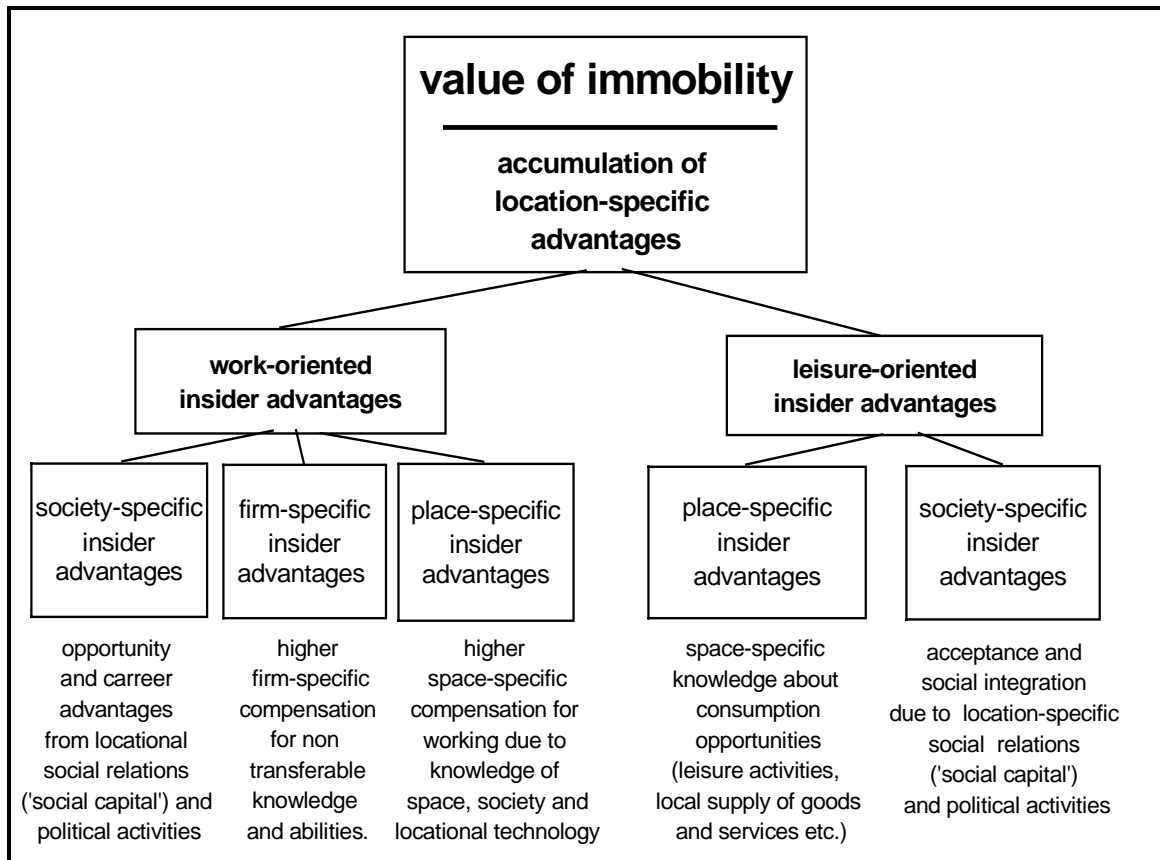 value of immobility
accumulation of
location-specific
advantages
work-oriented
insider advantages
leisure-oriented
insider advantages
society-specific
insider
advantages
firm-specific
insider
advantages
place-specific
insider
advantages
place-specific
insider
advantages
society-specific
insider
advantages
opportunity
and carreer
advantages
from locational
social relations
('social capital') and
political activities
higher
firm-specific
compensation
for non
transferable
knowledge
and abilities.
higher
space-specific
compensation for
working due to
knowledge of
space, society and
locational technology
space-specific
knowledge about
consumption
opportunities
(leisure activities,
local supply of goods
and services etc.)
acceptance and
social integration
due to location-specific
social relations
('social capital')
and political activities